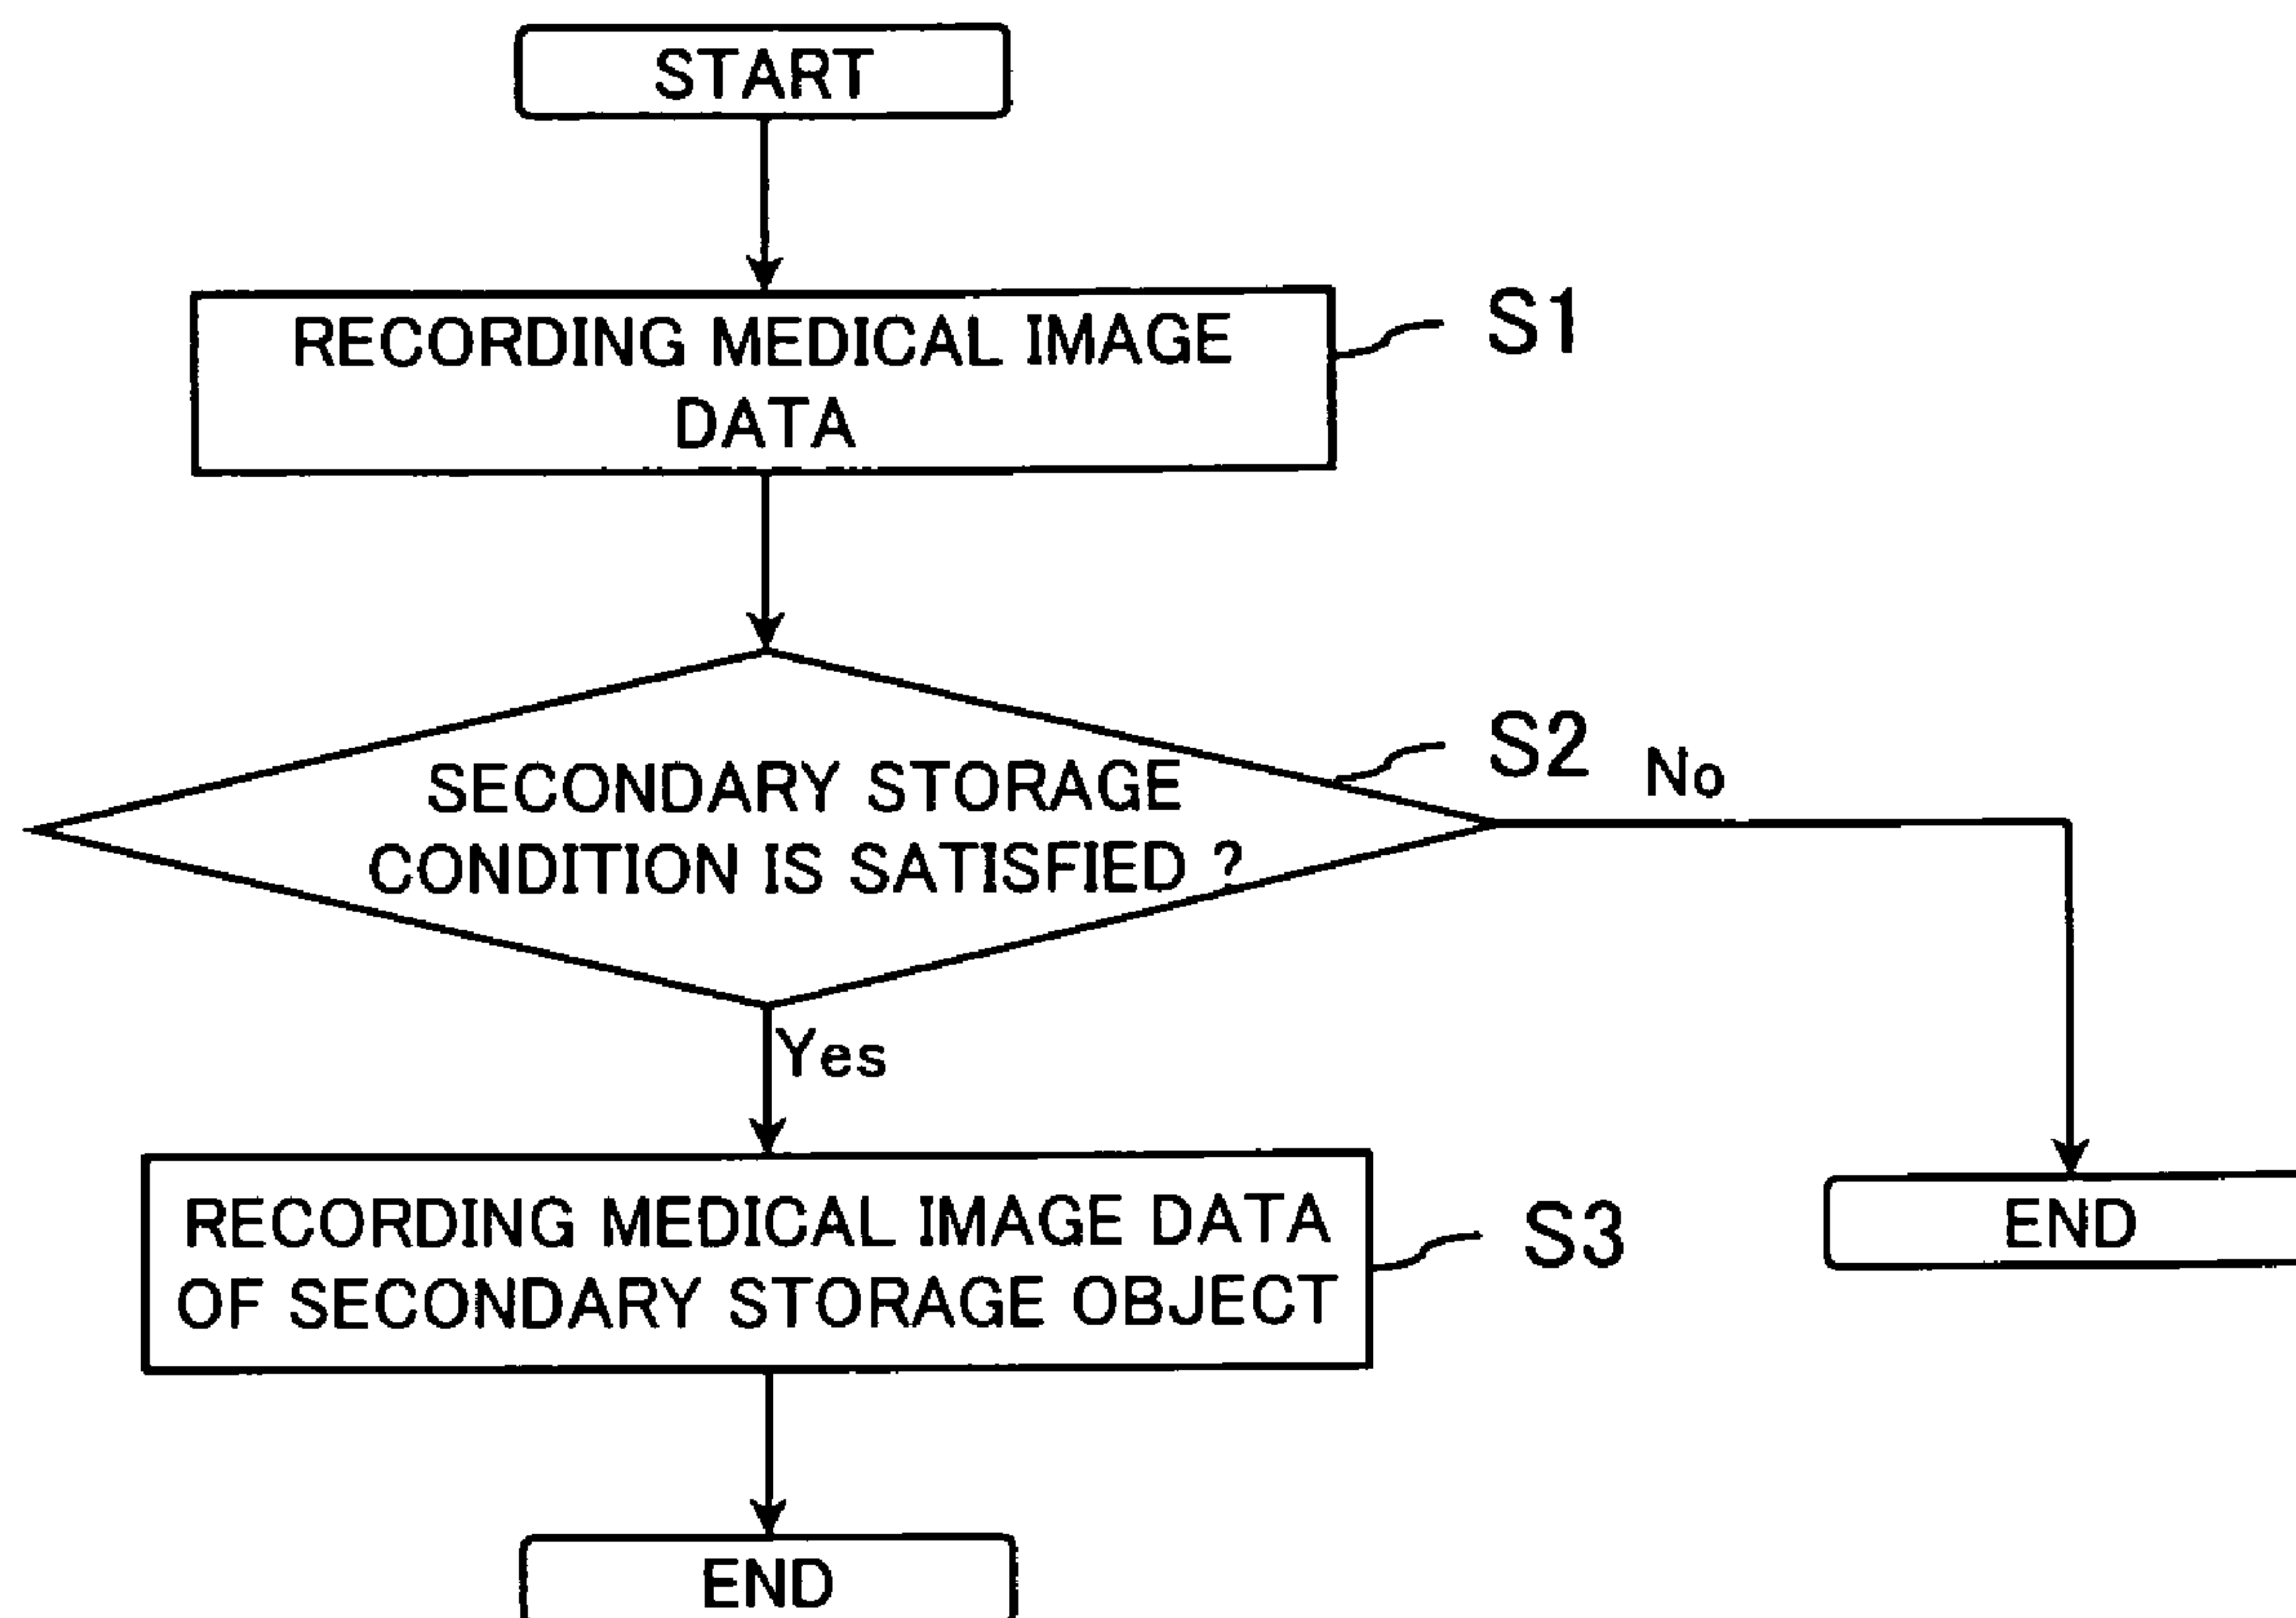 START
RECORDING MEDICAL IMAGE
DATA
S1
SECONDARY STORAGE
CONDITION IS SATISFIED ?
S2
No
Yes
RECORDING MEDICAL IMAGE DATA
OF SECONDARY STORAGE OBJECT
S3
END
END